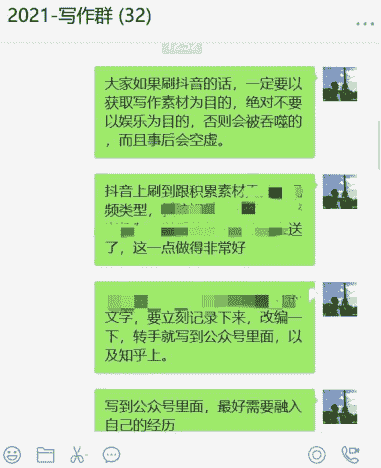 2021-写作群 (32)
大家如果刷抖音的话，一定要以
获取写作素材为目的，绝对不要
以娱乐为目的，否则会被吞噬的
，而且事后会空虚。
抖音上刷到跟积累素材
频类型，
送
了，这一点做得非常好
文字，要立刻记录下来，改编一
下，转手就写到公众号里面，以
及知乎上。
写到公众号里面，最好需要融入
自己的经历